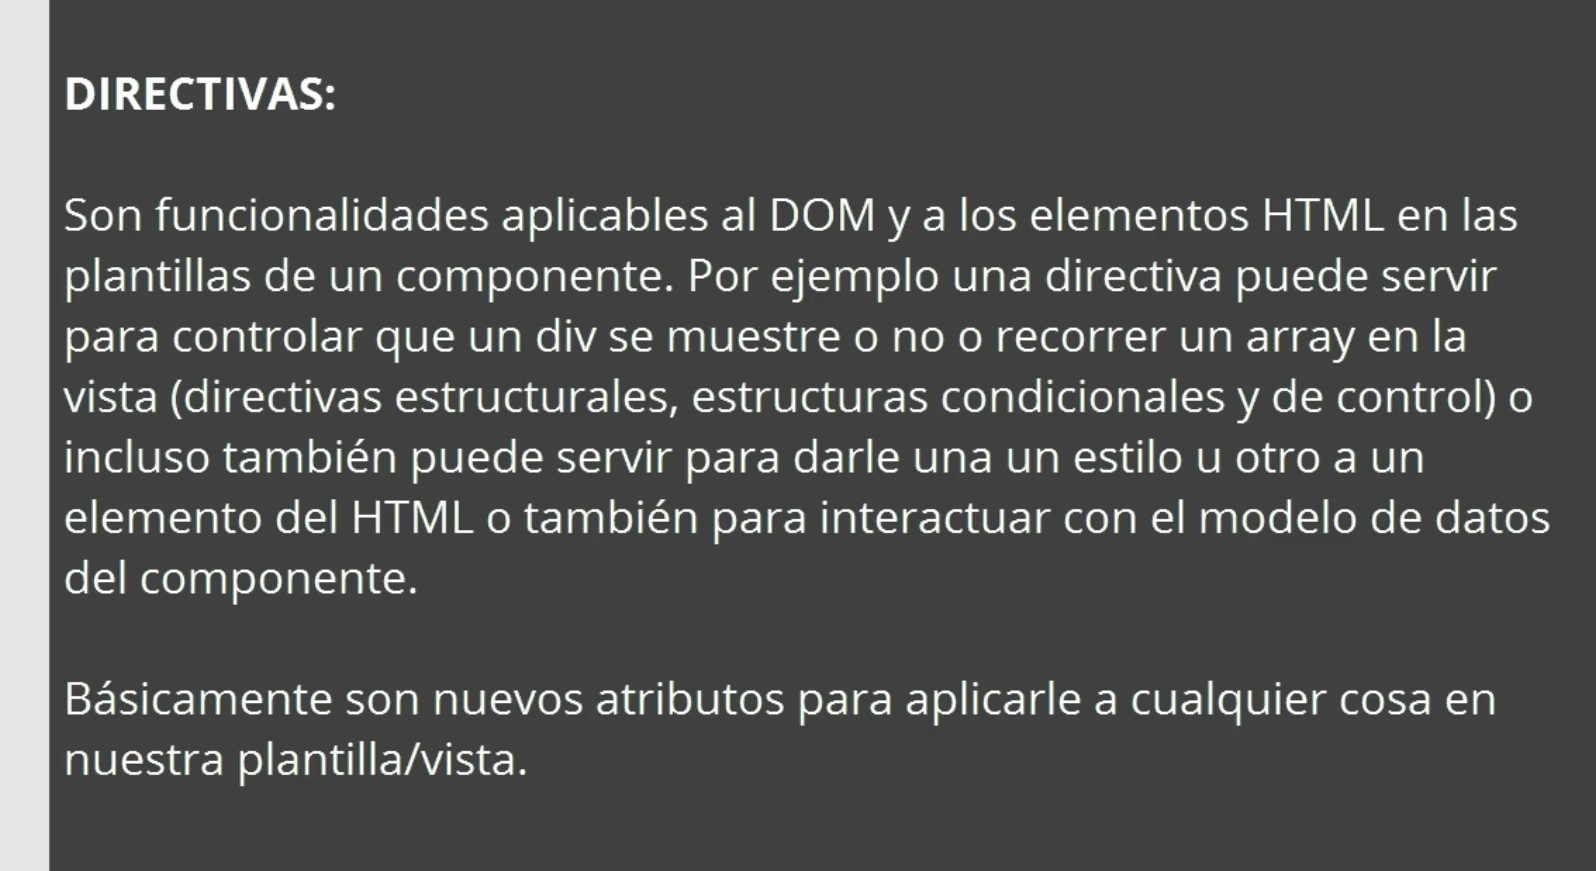 DIRECTIVAS:
Son funcionalidades aplicables al DOM y a los elementos HTML en las
plantillas de un componente. Por ejemplo una directiva puede servir
para controlar que un div se muestre o no o recorrer un array en la
vista (directivas estructurales, estructuras condicionales y de control) o
incluso también puede servir para darle una un estilo u otro a un
elemento del HTML o también para interactuar con el modelo de datos
del componente.
Básicamente son nuevos atributos para aplicarle a cualquier cosa en
nuestra plantilla/vista.